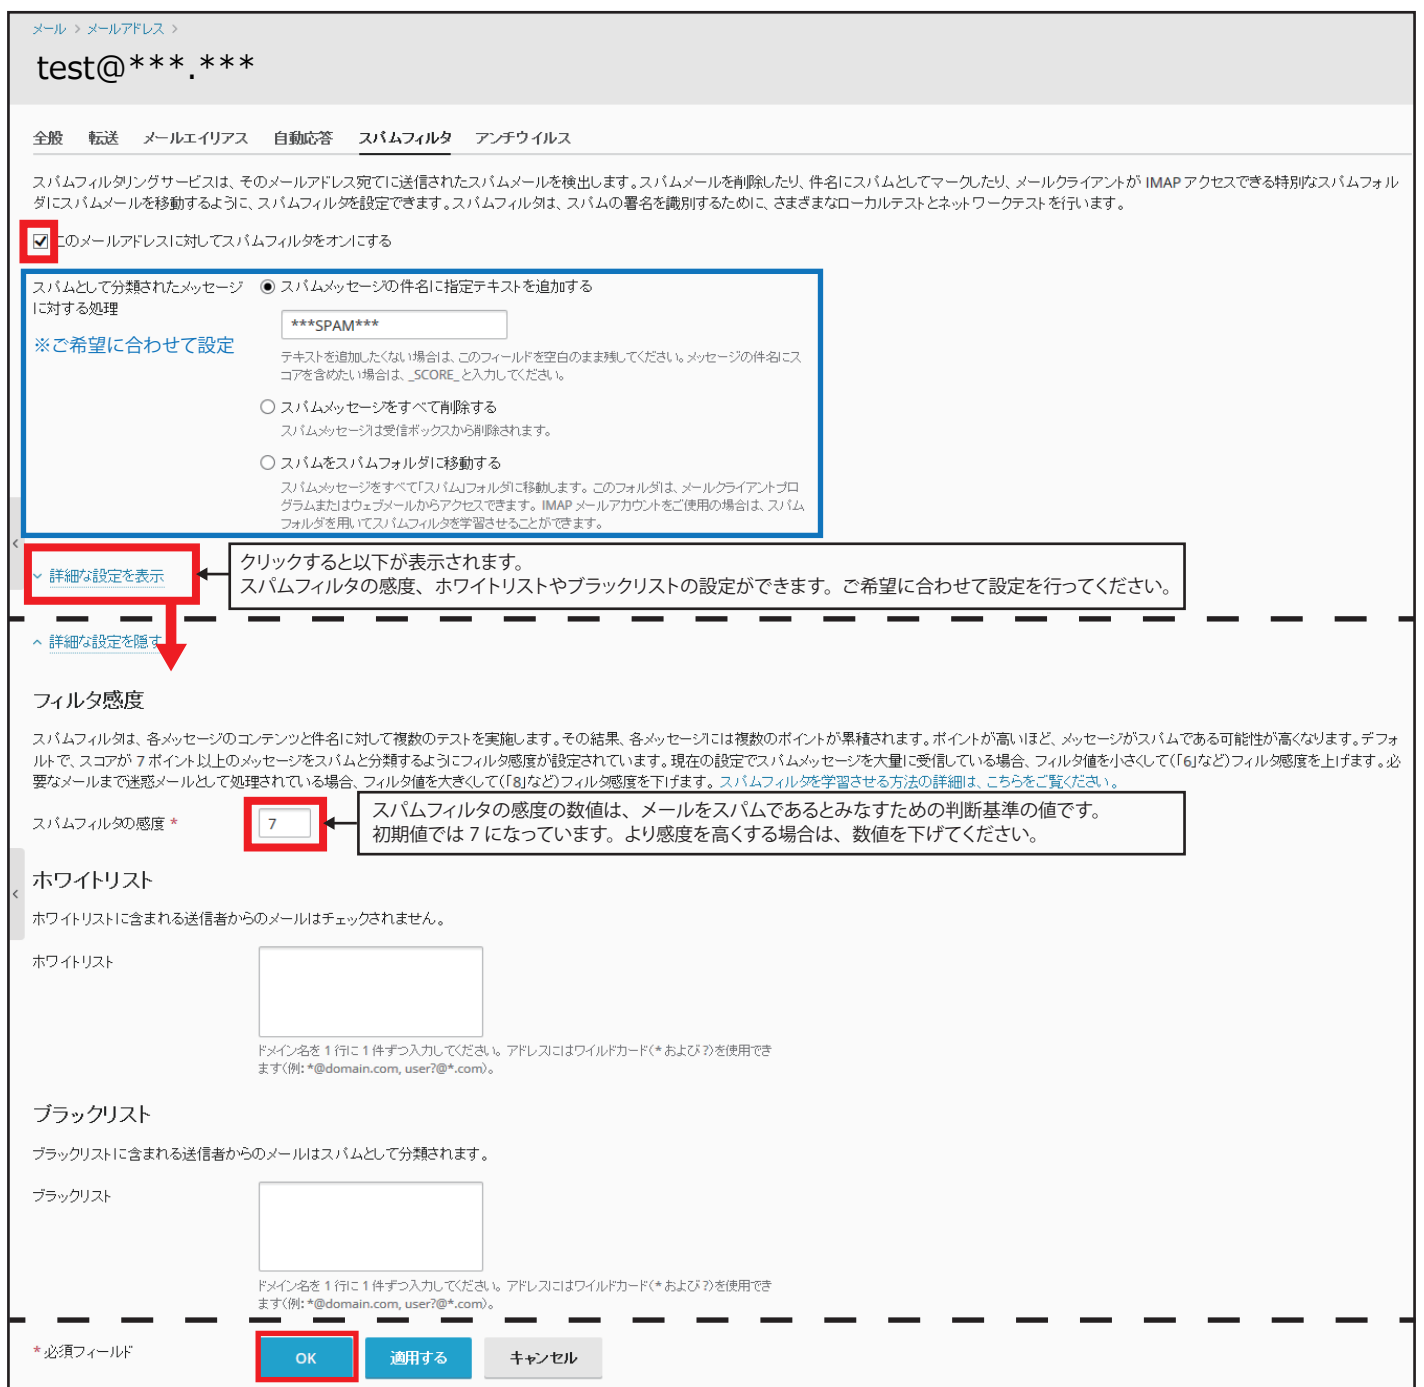 メール > メールアドレス >
test@***.***
全般 転送 メールエイリアス 自動応答 スパムフィルタ アンチウイルス
スパムフィルタリングサービスは、そのメールアドレス宛てに送信されたスパムメールを検出します。スパムメールを削除したり、件名にスパムとしてマークしたり、メールクライアントが IMAP アクセスできる特別なスパムフォル
ダにスパムメールを移動するように、スパムフィルタを設定できます。スパムフィルタは、スパムの署名を識別するために、さまざまなローカルテストとネットワークテストを行います。
このメールアドレスに対してスパムフィルタをオンにする
スパムとして分類されたメッセージ
に対する処理
※ご希望に合わせて設定
スパムメッセージの件名に指定テキストを追加する
***SPAM***
テキストを追加したくない場合は、このフィールドを空白のまま残してください。メッセージの件名にス
コアを含めたい場合は、_SCORE_ と入力してください。
スパムメッセージをすべて削除する
スパムメッセージは受信ボックスから削除されます。
スパムをスパムフォルダに移動する
スパムメッセージをすべて「スパム」フォルダに移動します。このフォルダは、メールクライアントプロ
グラムまたはウェブメールからアクセスできます。IMAP メールアカウントをご使用の場合は、スパム
フォルダを用いてスパムフィルタを学習させることができます。
詳細な設定を表示
クリックすると以下が表示されます。
スパムフィルタの感度、ホワイトリストやブラックリストの設定ができます。ご希望に合わせて設定を行ってください。
詳細な設定を隠す
フィルタ感度
スパムフィルタは、各メッセージのコンテンツと件名に対して複数のテストを実施します。その結果、各メッセージには複数のポイントが累積されます。ポイントが高いほど、メッセージがスパムである可能性が高くなります。デフォ
ルトで、スコアが 7 ポイント以上のメッセージをスパムと分類するようにフィルタ感度が設定されています。現在の設定でスパムメッセージを大量に受信している場合、フィルタ値を小さくして(「6」など)フィルタ感度を上げます。必
要なメールまで迷惑メールとして処理されている場合、フィルタ値を大きくして(「8」など)フィルタ感度を下げます。スパムフィルタを学習させる方法の詳細は、こちらをご覧ください。
スパムフィルタの感度 *
7
スパムフィルタの感度の数値は、メールをスパムであるとみなすための判断基準の値です。
初期値では 7 になっています。より感度を高くする場合は、数値を下げてください。
ホワイトリスト
ホワイトリストに含まれる送信者からのメールはチェックされません。
ホワイトリスト
ドメイン名を 1 行に 1 件ずつ入力してください。アドレスにはワイルドカード(* および ?)を使用でき
ます(例: *@domain.com, user?@*.com)。
ブラックリスト
ブラックリストに含まれる送信者からのメールはスパムとして分類されます。
ブラックリスト
ドメイン名を 1 行に 1 件ずつ入力してください。アドレスにはワイルドカード(* および ?)を使用でき
ます(例: *@domain.com, user?@*.com)。
* 必須フィールド
OK 適用する キャンセル